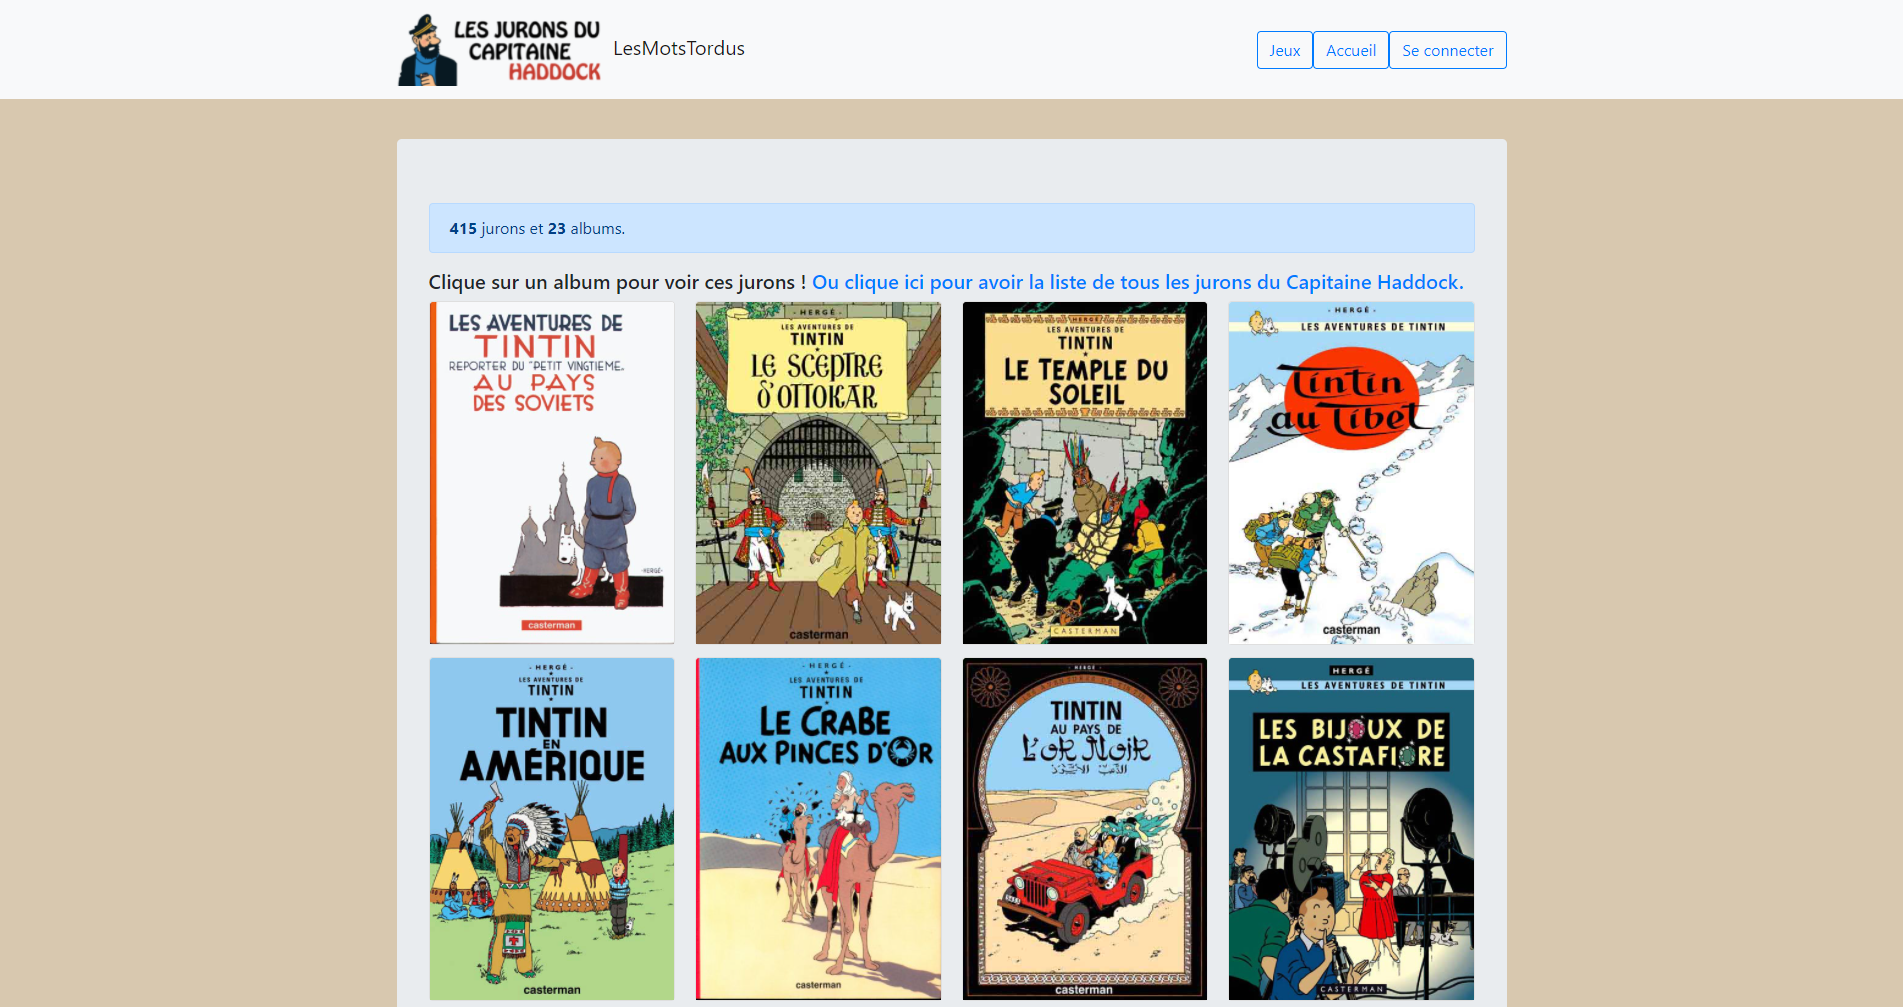 LES JURONS DU
CAPITAINE
HADDOCK
LesMotsTordus
Jeux
Accueil
Se connecter
415 jurons et 23 albums.
Clique sur un album pour voir ces jurons ! Ou clique ici pour avoir la liste de tous les jurons du Capitaine Haddock.
LES AVENTURES DE
TINTIN
REPORTER DU "PETIT VINGTIEME"
AU PAYS
DES SOVIETS
-HERGÉ-
casterman
- HERGÉ -
LES AVENTURES DE
TINTIN
LE SCEPTRE
D'OTTOKAR
casterman
HERGÉ
LES AVENTURES DE
TINTIN
LE TEMPLE DU
SOLEIL
CASTERMAN
- HERGÉ -
LES AVENTURES DE TINTIN
Tintin
au Tibet
casterman
- HERGÉ -
LES AVENTURES DE
TINTIN
TINTIN
EN
AMÉRIQUE
casterman
- HERGÉ -
LES AVENTURES DE
TINTIN
LE CRABE
AUX PINCES D'OR
casterman
- HERGÉ -
LES AVENTURES DE TINTIN
TINTIN
AU PAYS DE
L'OR NOIR
casterman
HERGÉ
LES AVENTURES DE TINTIN
LES BIJOUX DE
LA CASTAFIORE
CASTERMAN